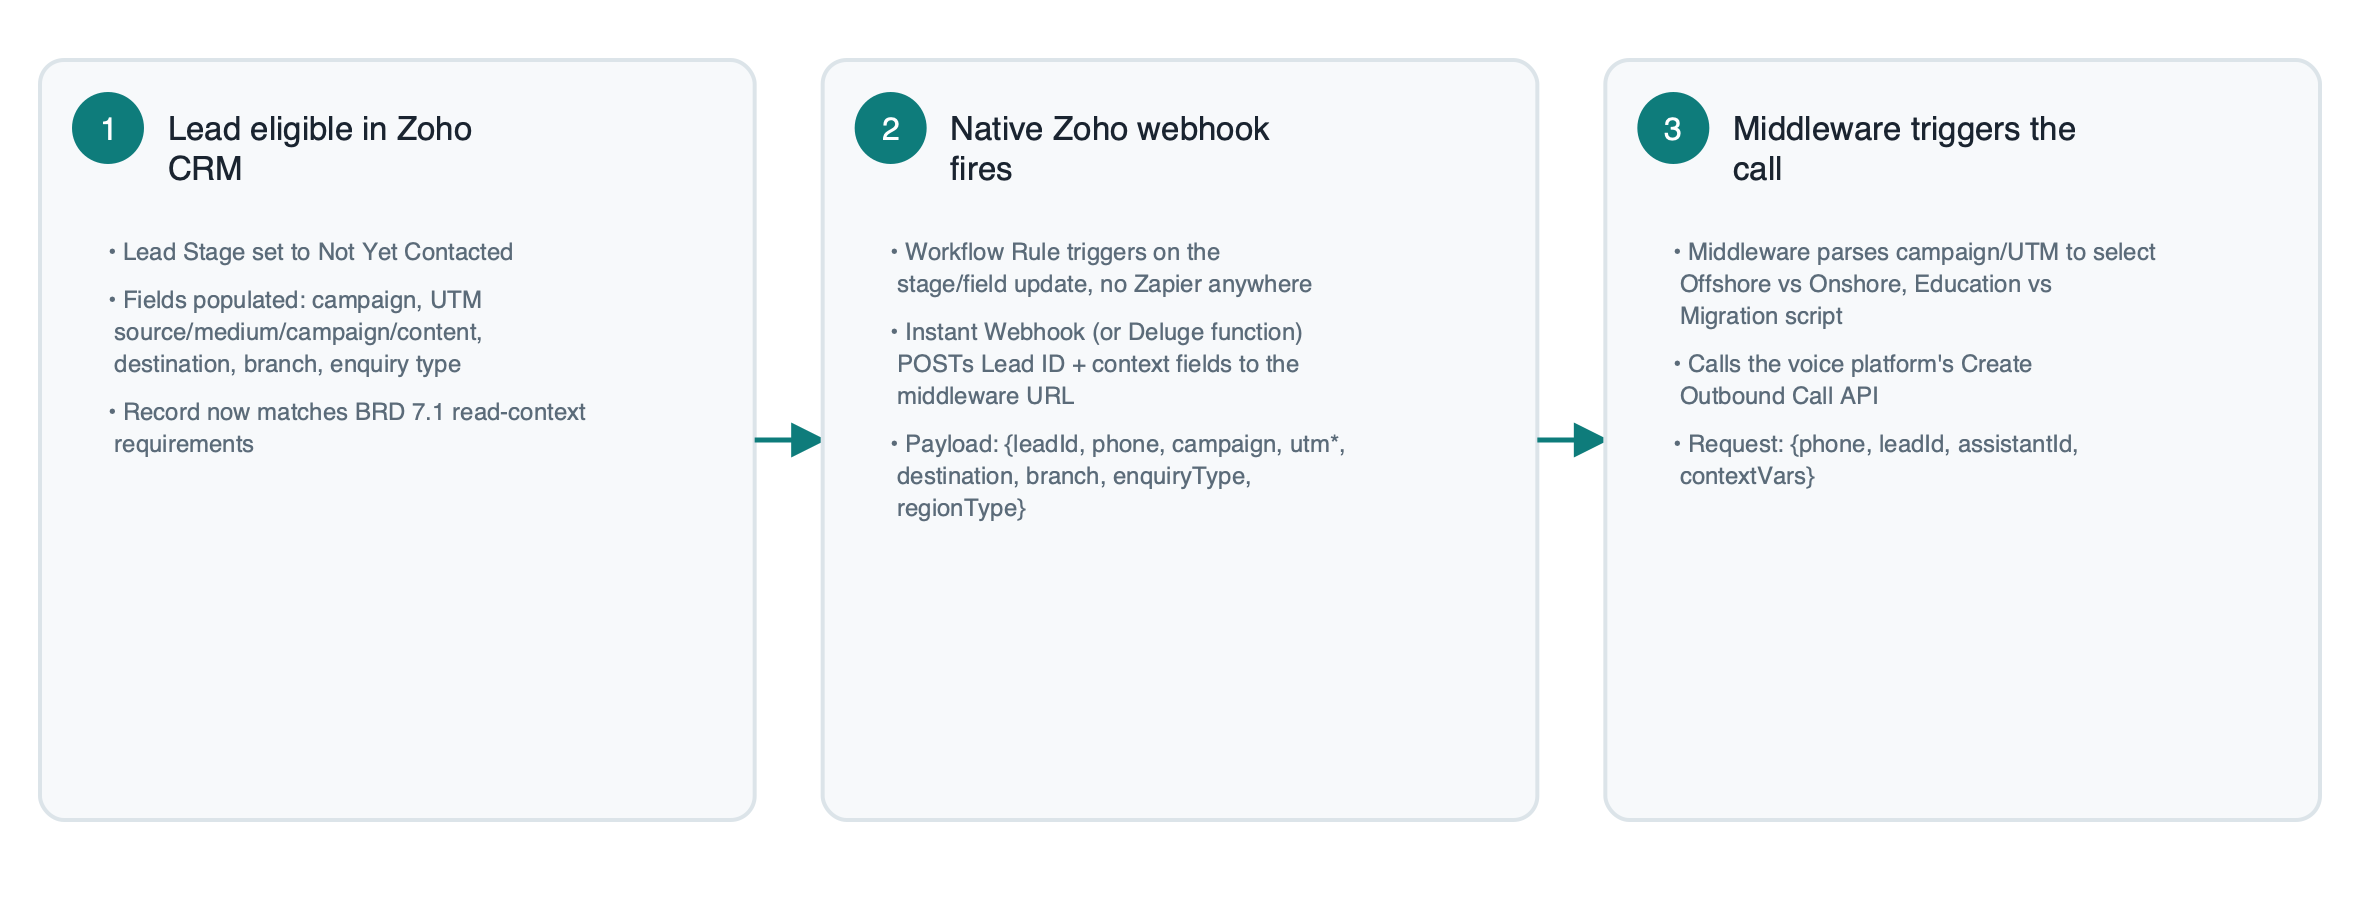 1
Lead eligible in Zoho
CRM
• Lead Stage set to Not Yet Contacted
• Fields populated: campaign, UTM
source/medium/campaign/content,
destination, branch, enquiry type
• Record now matches BRD 7.1 read-context
requirements
2
Native Zoho webhook
fires
• Workflow Rule triggers on the
stage/field update, no Zapier anywhere
• Instant Webhook (or Deluge function)
POSTs Lead ID + context fields to the
middleware URL
• Payload: {leadId, phone, campaign, utm*,
destination, branch, enquiryType,
regionType}
3
Middleware triggers the
call
• Middleware parses campaign/UTM to select
Offshore vs Onshore, Education vs
Migration script
• Calls the voice platform's Create
Outbound Call API
• Request: {phone, leadId, assistantId,
contextVars}